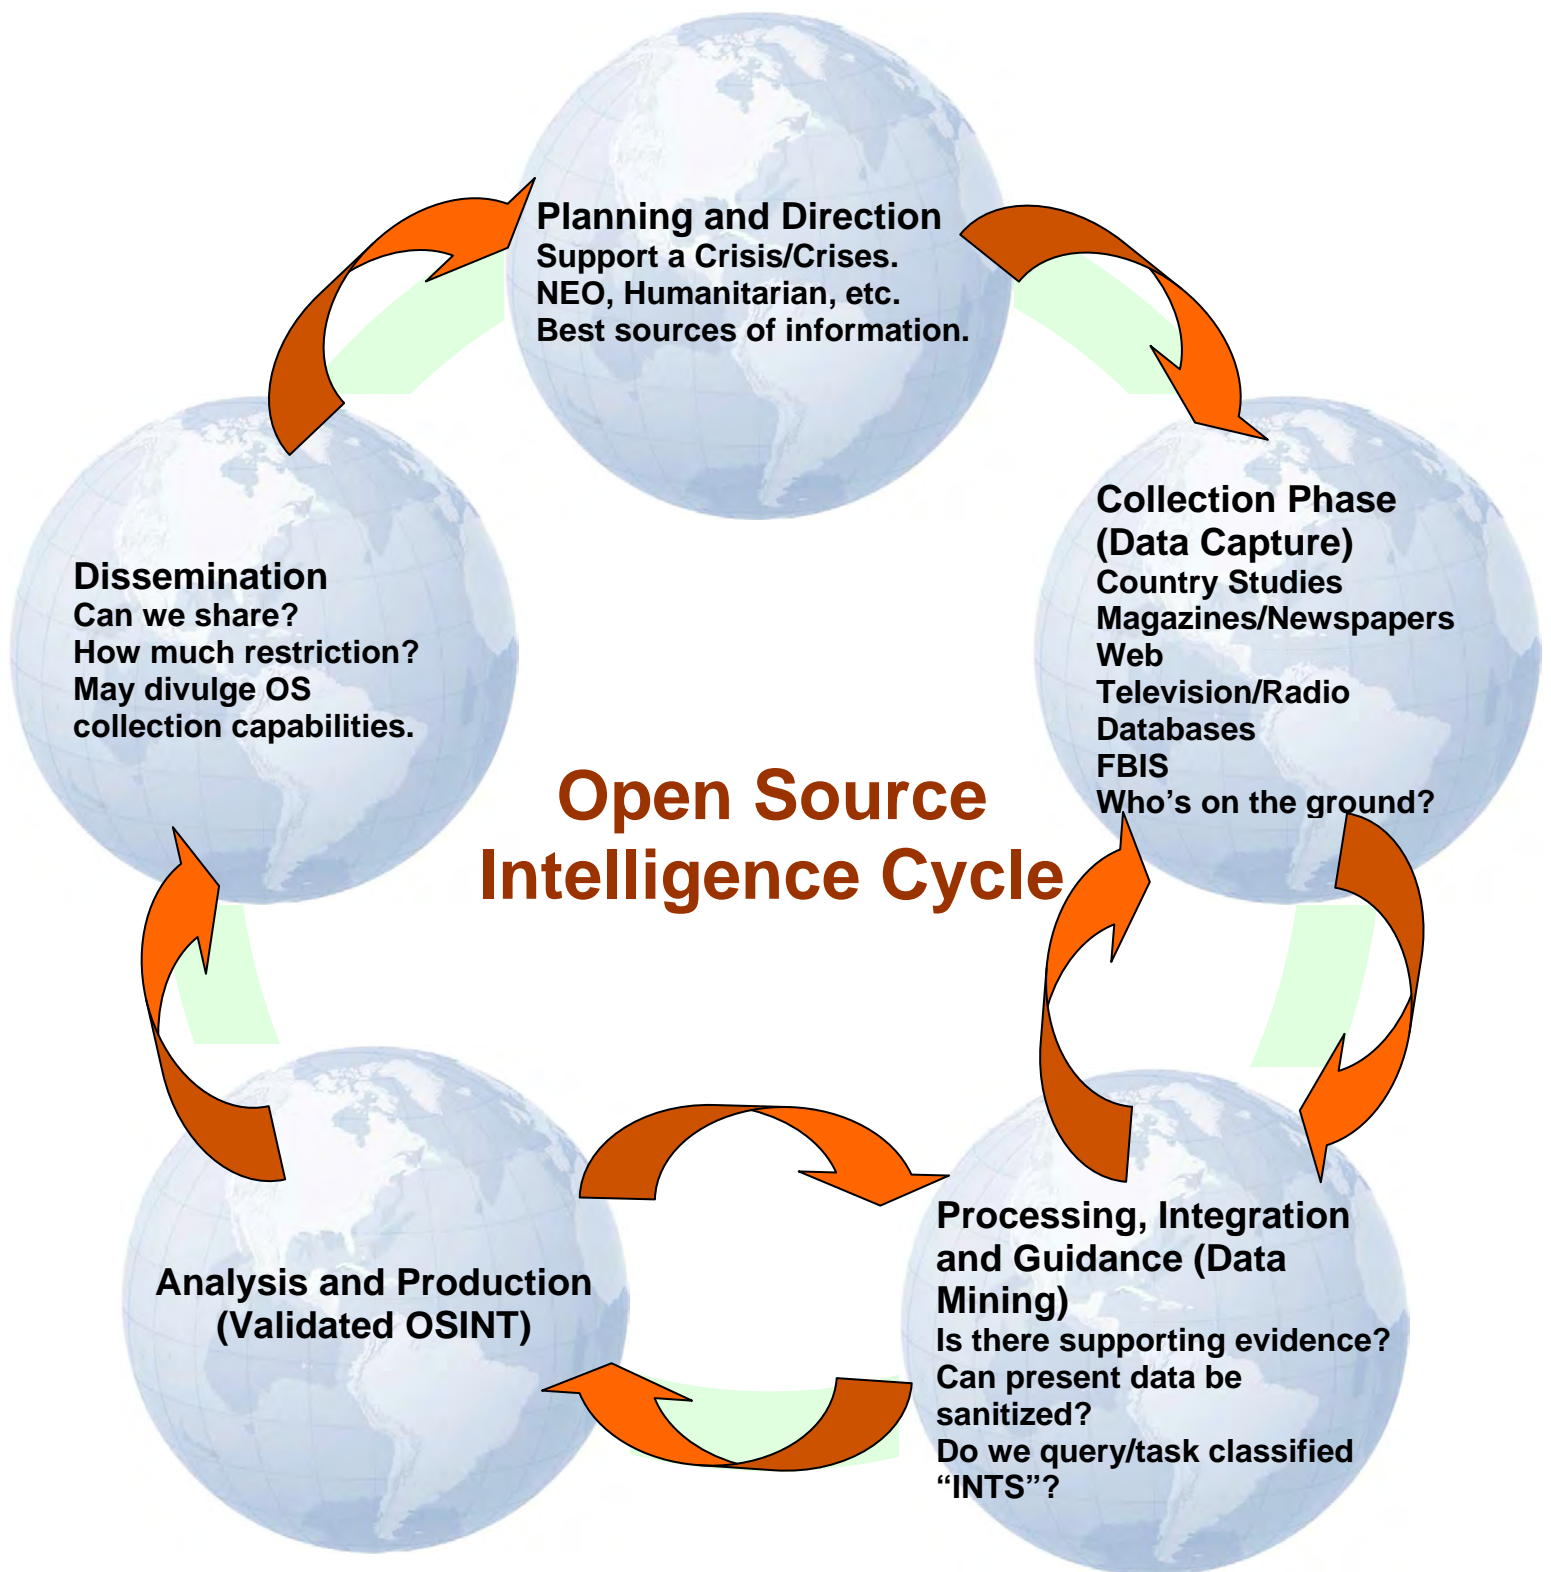 Planning and Direction
Support a Crisis/Crises.
NEO, Humanitarian, etc.
Best sources of information.
Collection Phase
(Data Capture)
Country Studies
Magazines/Newspapers
Web
Television/Radio
Databases
FBIS
Who’s on the ground?
Dissemination
Can we share?
How much restriction?
May divulge OS
collection capabilities.
Open Source
Intelligence Cycle
Processing, Integration
and Guidance (Data
Mining)
Is there supporting evidence?
Can present data be
sanitized?
Do we query/task classified
“INTS”?
Analysis and Production
(Validated OSINT)